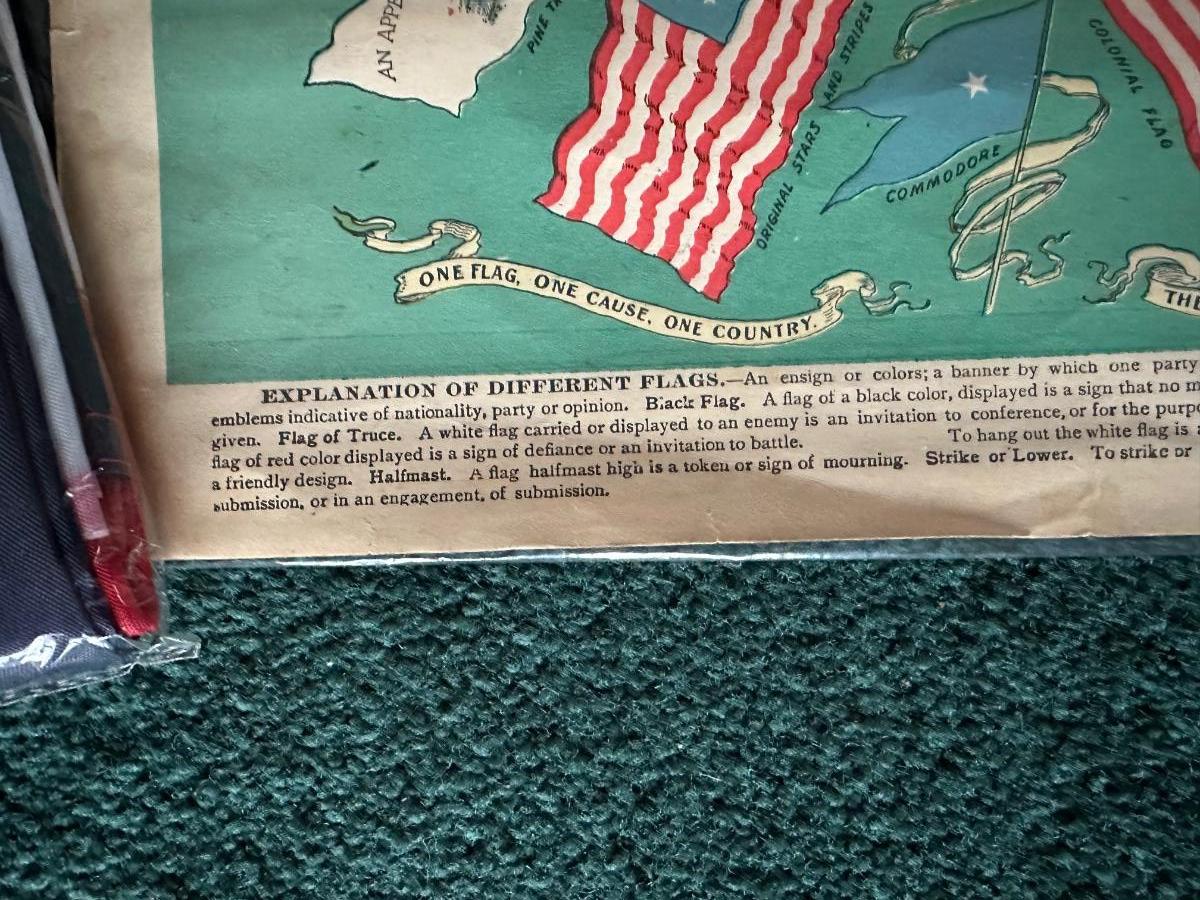 AN APPE
PINE T
ORIGINAL STARS AND STRIPES
COMMODORE
COLONIAL FLAG
ONE FLAG, ONE CAUSE, ONE COUNTRY.
THE
EXPLANATION OF DIFFERENT FLAGS.—An ensign or colors; a banner by which one party
emblems indicative of nationality, party or opinion. Black Flag. A flag of a black color, displayed is a sign that no m
given. Flag of Truce. A white flag carried or displayed to an enemy is an invitation to conference, or for the purp
flag of red color displayed is a sign of defiance or an invitation to battle. To hang out the white flag is a
a friendly design. Halfmast. A flag halfmast high is a token or sign of mourning. Strike or Lower. To strike or
submission, or in an engagement, of submission.